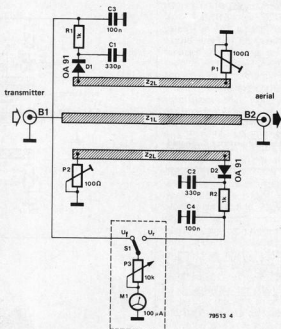 C3
100n
R1
1k
C1
330p
OA 91
D1
P1
100Ω
Z2L
transmitter
aerial
B1
Z1L
B2
Z2L
P2
100Ω
D2
OA 91
C2
330p
R2
1k
C4
100n
Uf
Ur
S1
P3
10k
M1
100 µA
79513 4